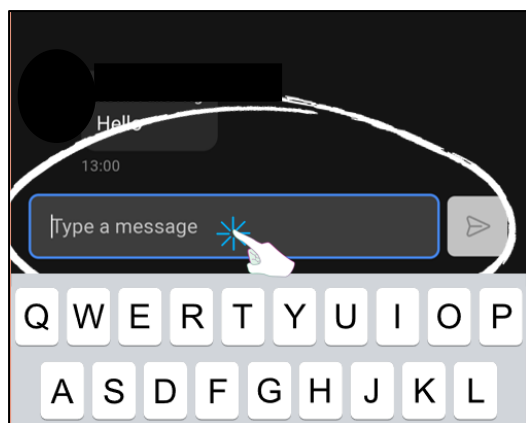 Hello
13:00
Type a message
Q W E R T Y U I O P
A S D F G H J K L